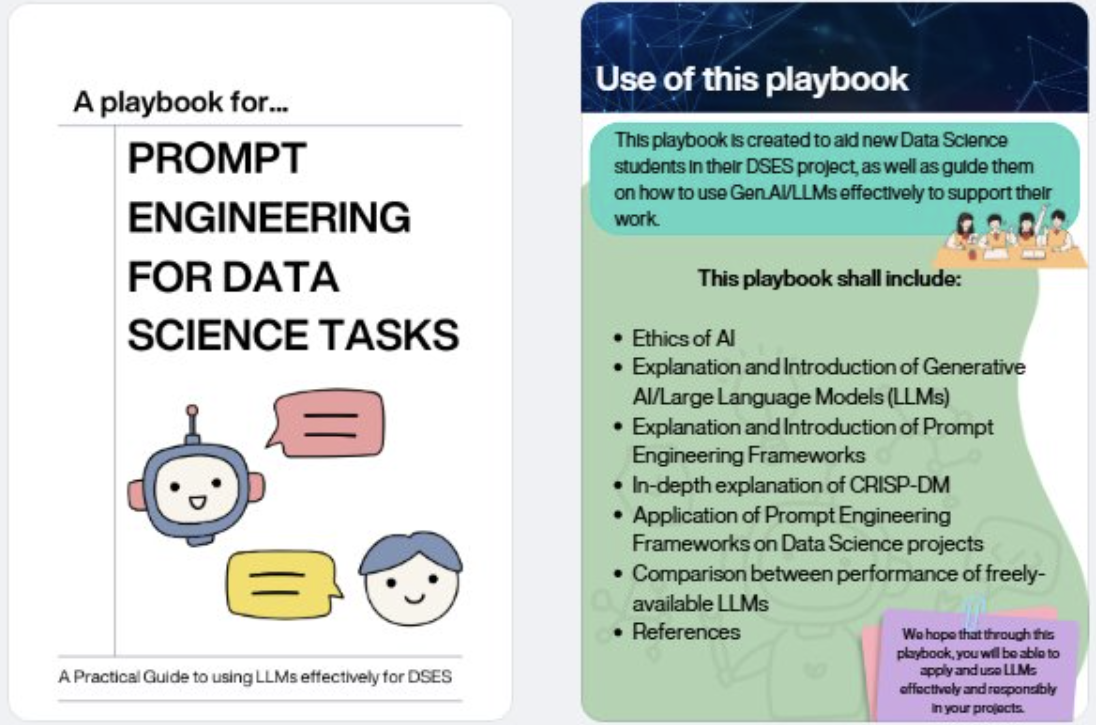 A playbook for...
PROMPT
ENGINEERING
FOR DATA
SCIENCE TASKS
A Practical Guide to using LLMs effectively for DSES
Use of this playbook
This playbook is created to aid new Data Science
students in their DSES project, as well as guide them
on how to use Gen.AI/LLMs effectively to support their
work.
This playbook shall include:
• Ethics of AI
• Explanation and Introduction of Generative
AI/Large Language Models (LLMs)
• Explanation and Introduction of Prompt
Engineering Frameworks
• In-depth explanation of CRISP-DM
• Application of Prompt Engineering
Frameworks on Data Science projects
• Comparison between performance of freely-
available LLMs
• References
We hope that through this
playbook, you will be able to
apply and use LLMs
effectively and responsibly
in your projects.